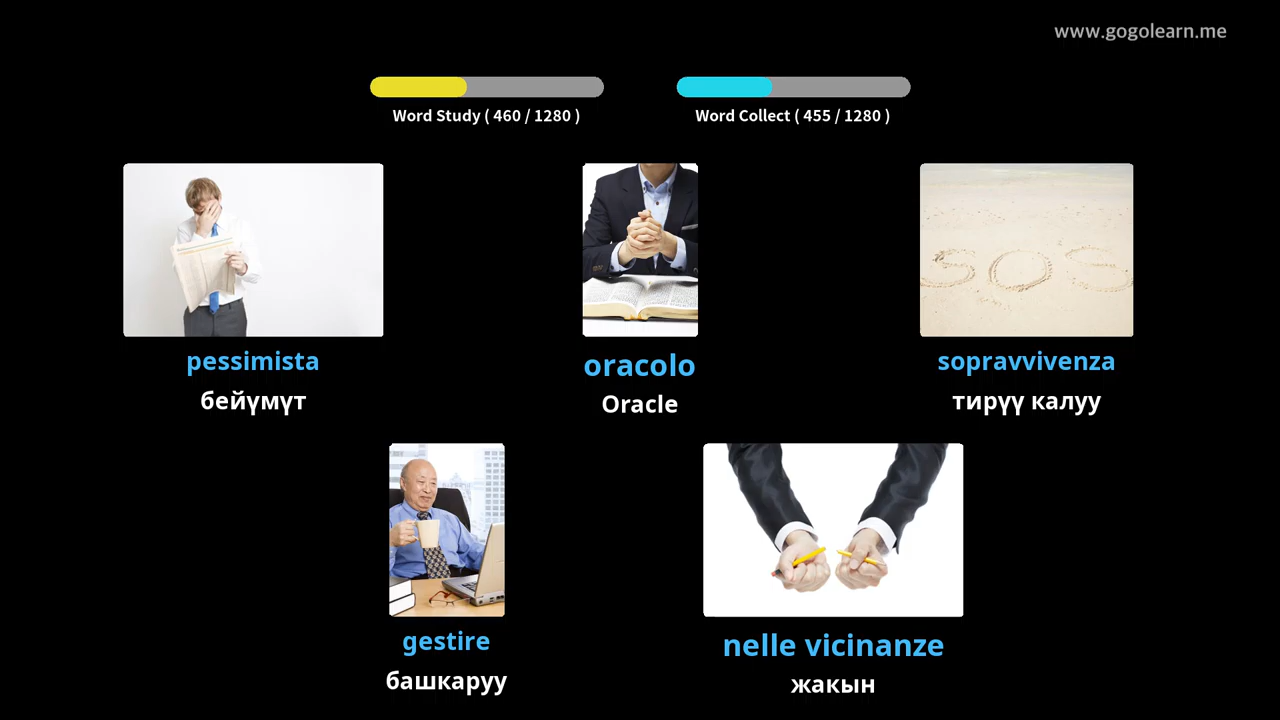 www.gogolearn.me
Word Study ( 460 / 1280 )
Word Collect ( 455 / 1280 )
SOS
pessimista
бейүмүт
oracolo
Oracle
sopravvivenza
тирүү калуу
gestire
башкаруу
nelle vicinanze
жакын